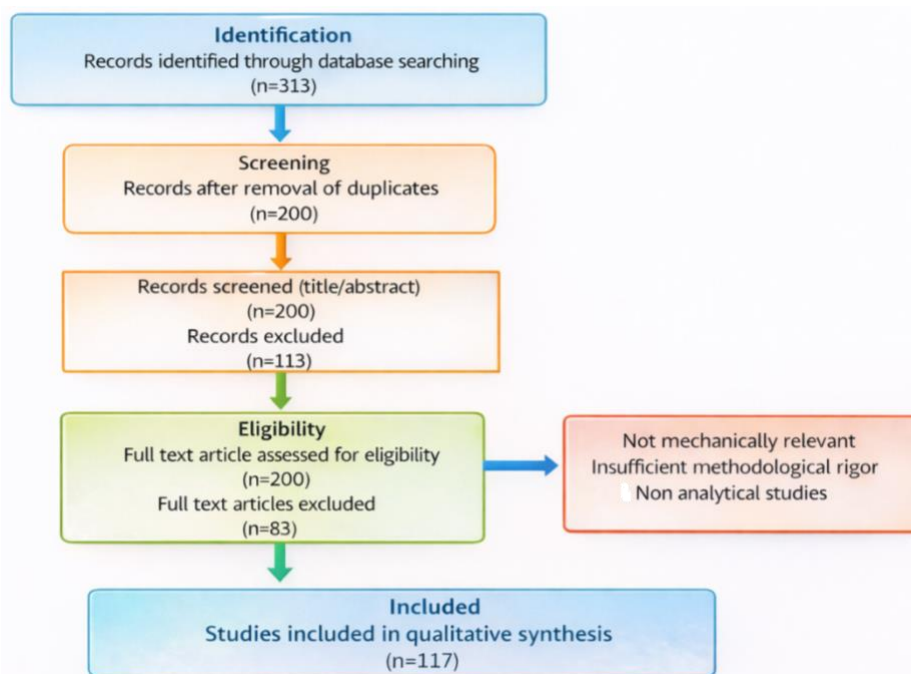 Identification
Records identified through database searching
(n=313)
Screening
Records after removal of duplicates
(n=200)
Records screened (title/abstract)
(n=200)
Records excluded
(n=113)
Eligibility
Full text article assessed for eligibility
(n=200)
Full text articles excluded
(n=83)
Not mechanically relevant
Insufficient methodological rigor
Non analytical studies
Included
Studies included in qualitative synthesis
(n=117)